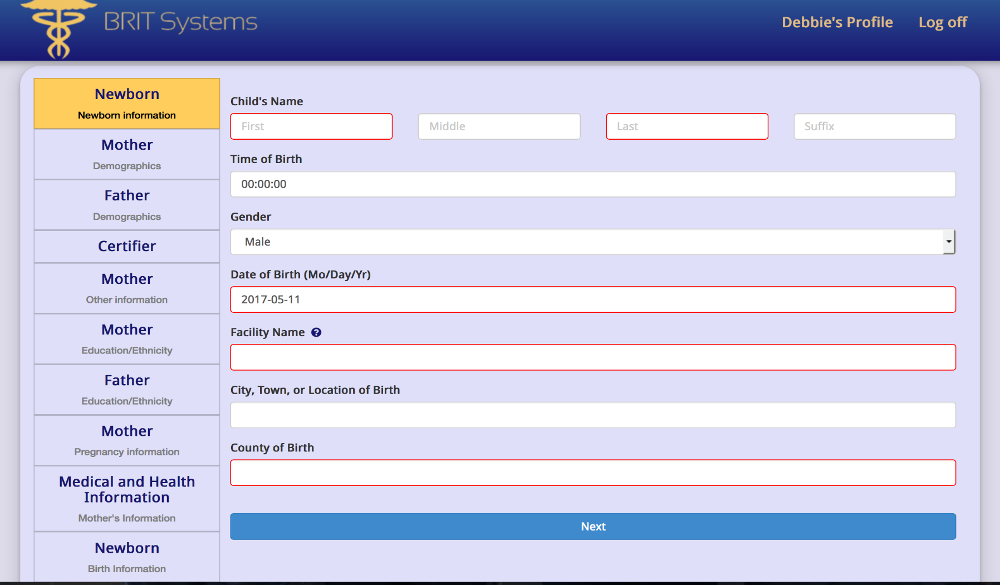 BRIT Systems
Debbie's Profile Log off
Newborn
Newborn information
Mother
Demographics
Father
Demographics
Certifier
Mother
Other information
Mother
Education/Ethnicity
Father
Education/Ethnicity
Mother
Pregnancy information
Medical and Health
Information
Mother's Information
Newborn
Birth Information
Child's Name
First Middle Last Suffix
Time of Birth
00:00:00
Gender
Male
Date of Birth (Mo/Day/Yr)
2017-05-11
Facility Name ?
City, Town, or Location of Birth
County of Birth
Next